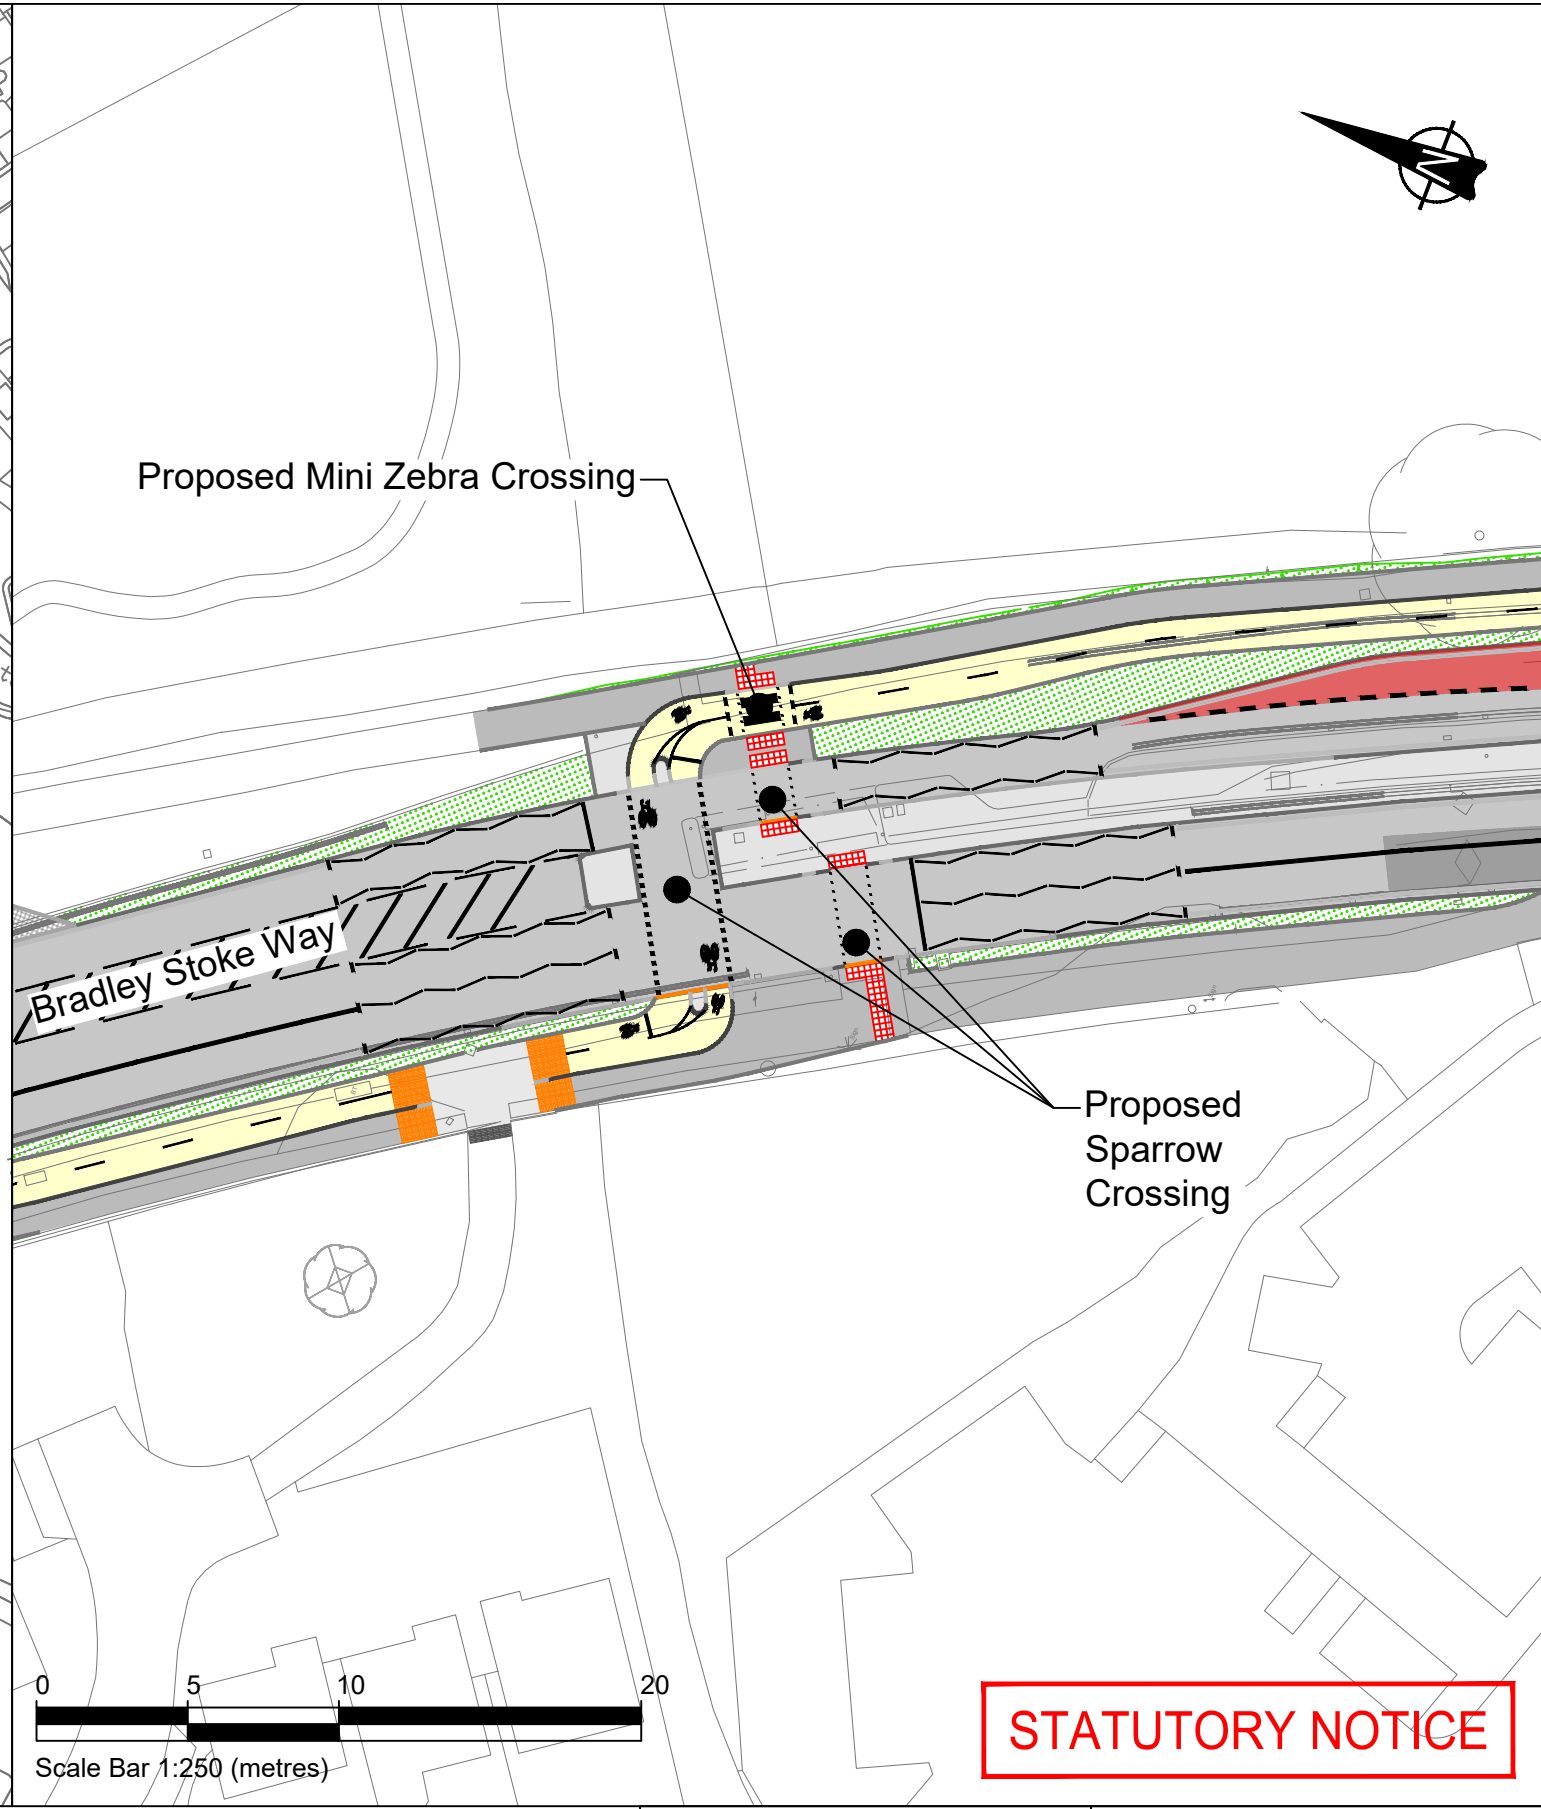 N
Proposed Mini Zebra Crossing
Bradley Stoke Way
Proposed
Sparrow
Crossing
0 5 10 20
Scale Bar 1:250 (metres)
STATUTORY NOTICE